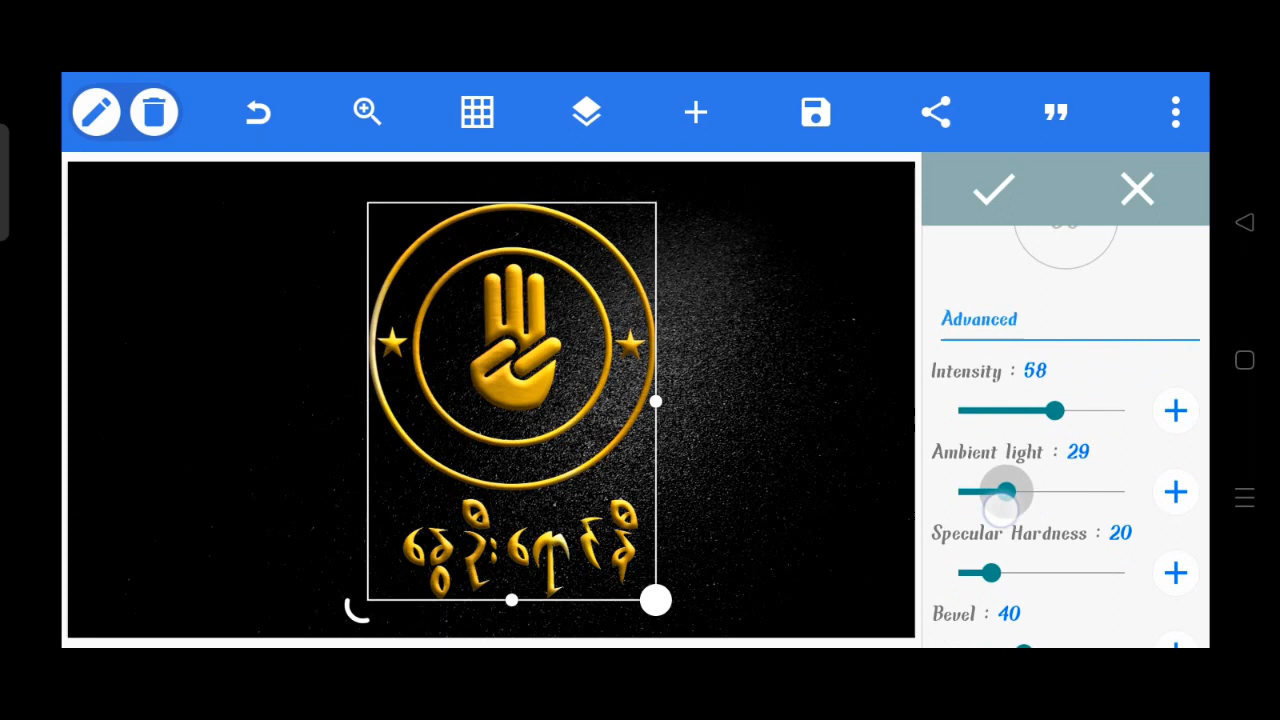 Advanced
Intensity : 58
Ambient light : 29
Specular Hardness : 20
Bevel : 40